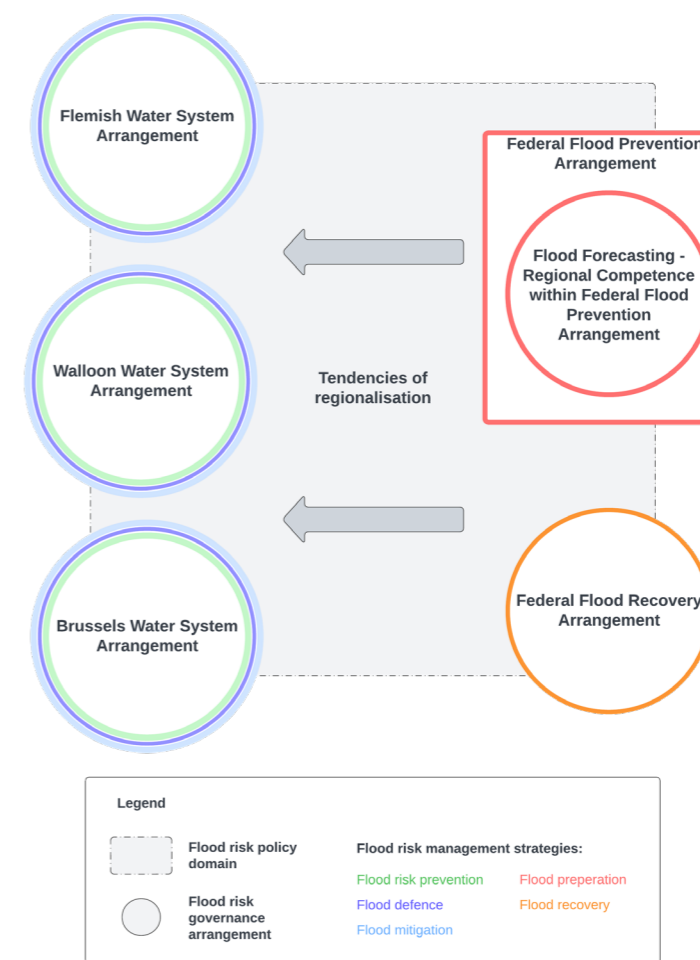 Flemish Water System
Arrangement
Federal Flood Prevention
Arrangement
Flood Forecasting -
Regional Competence
within Federal Flood
Prevention
Arrangement
Walloon Water System
Arrangement
Tendencies of
regionalisation
Federal Flood Recovery
Arrangement
Brussels Water System
Arrangement
Legend
Flood risk policy
domain
Flood risk
governance
arrangement
Flood risk management strategies:
Flood risk prevention
Flood preperation
Flood defence
Flood recovery
Flood mitigation